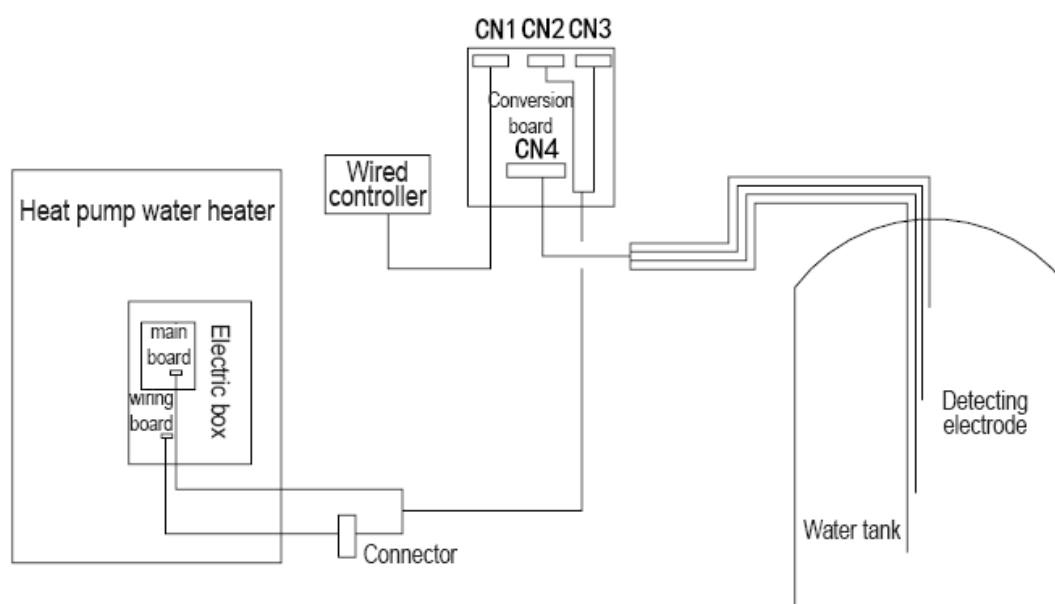 CN1 CN2 CN3
Conversion
board
CN4
Wired
controller
Heat pump water heater
main
board
Electric box
wiring
board
Connector
Detecting
electrode
Water tank